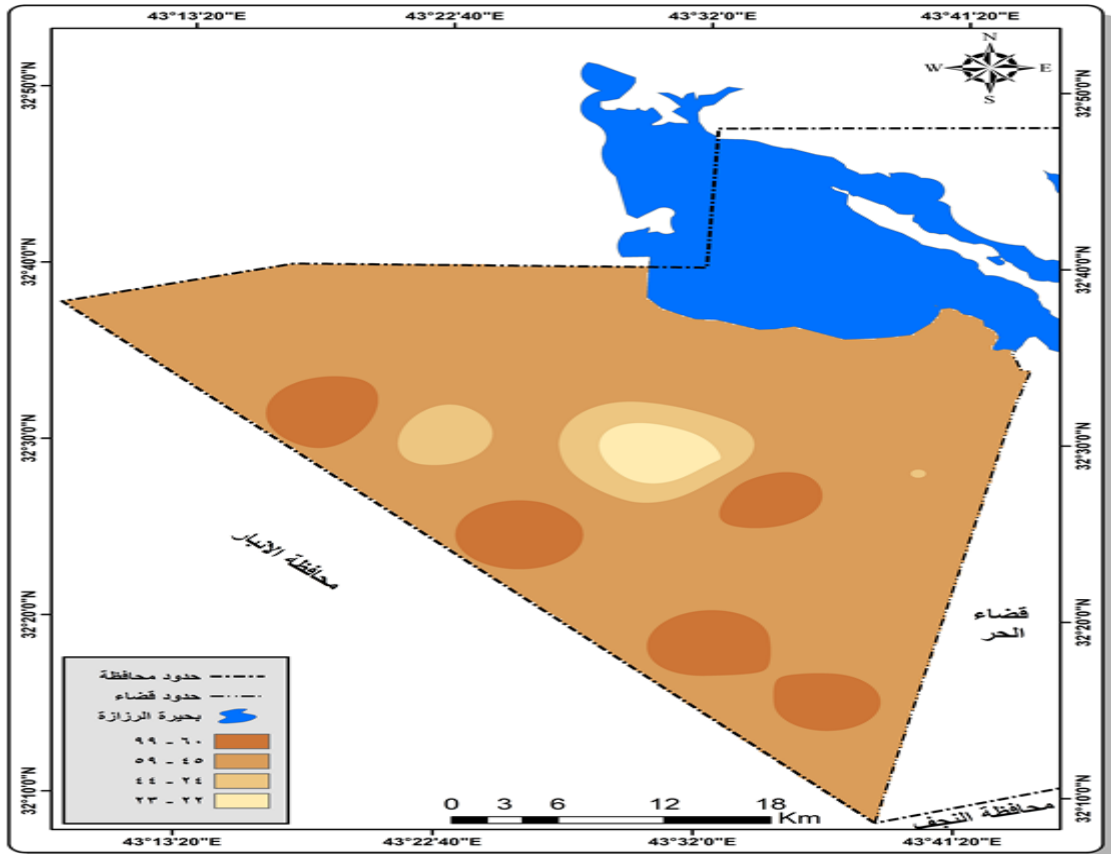 43°13'20"E 43°22'40"E 43°32'0"E 43°41'20"E
N
W E
S
32°50'0"N 32°50'0"N
32°40'0"N 32°40'0"N
32°30'0"N 32°30'0"N
محافظة الانبار
32°20'0"N 32°20'0"N
قضاء
الحر
حدود محافظة
حدود قضاء
بحيرة الرزازة
٦٠ - ٩٩
٤٥ - ٥٩
٢٤ - ٤٤
٢٢ - ٢٣
32°10'0"N 32°10'0"N
0 3 6 12 18 Km
محافظة النجف
43°13'20"E 43°22'40"E 43°32'0"E 43°41'20"E